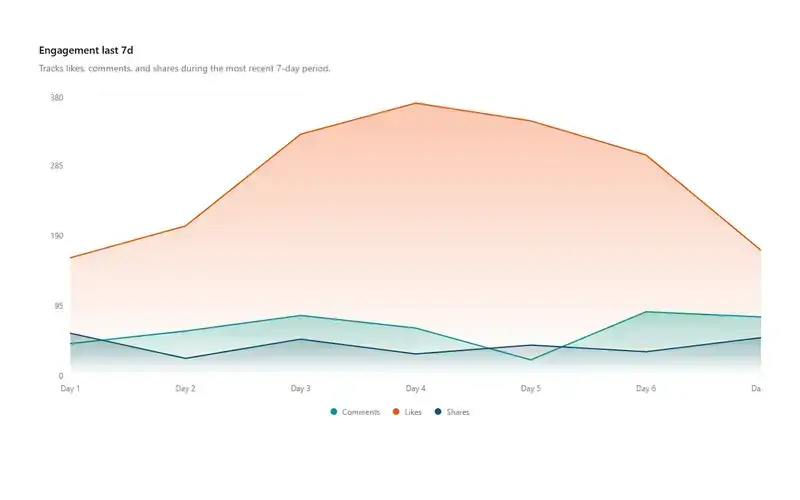 Engagement last 7d
Tracks likes, comments, and shares during the most recent 7-day period.
380
285
190
95
0
Day 1 Day 2 Day 3 Day 4 Day 5 Day 6 Da
Comments Likes Shares